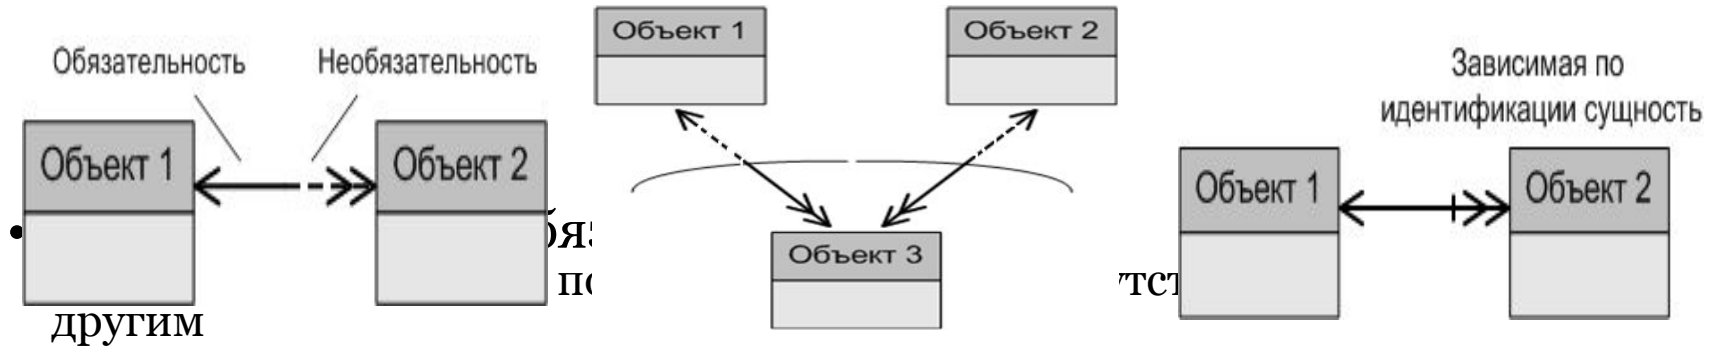 Обязательность
Необязательность
Объект 1
Объект 2
Объект 1
Объект 2
Объект 3
Зависимая по
идентификации сущность
Объект 1
Объект 2
•
другим